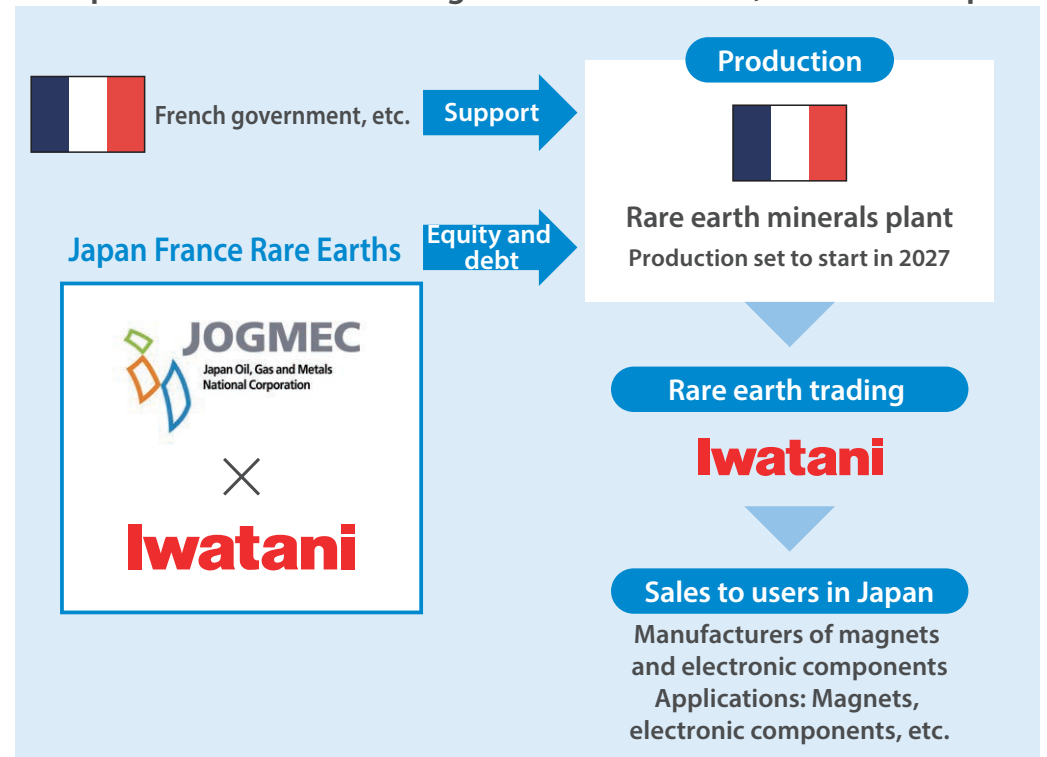 Production
French government, etc.
Support
Rare earth minerals plant
Production set to start in 2027
Japan France Rare Earths
Equity and
debt
JOGMEC
Japan Oil, Gas and Metals
National Corporation
×
Iwatani
Rare earth trading
Iwatani
Sales to users in Japan
Manufacturers of magnets
and electronic components
Applications: Magnets,
electronic components, etc.